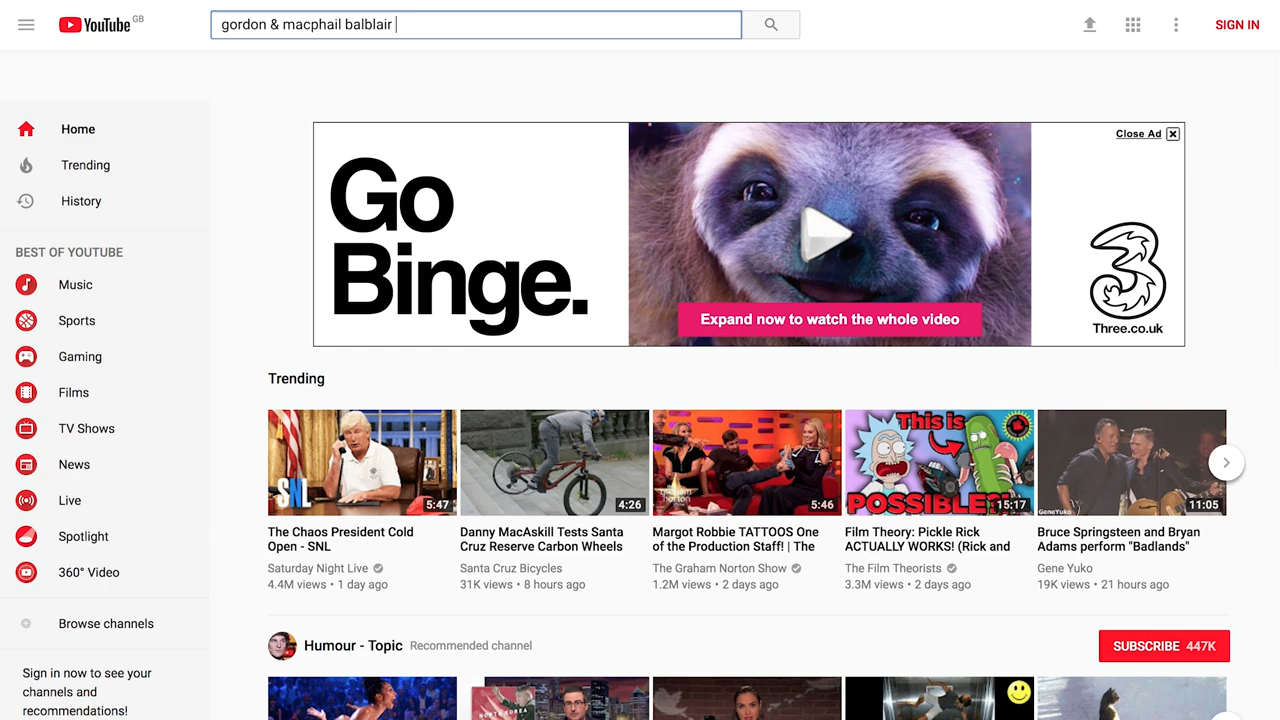 YouTube GB
gordon & macphail balblair
SIGN IN
Home
Trending
History
BEST OF YOUTUBE
Music
Sports
Gaming
Films
TV Shows
News
Live
Spotlight
360° Video
Browse channels
Sign in now to see your
channels and
recommendations!
Close Ad
Go
Binge.
Expand now to watch the whole video
Three.co.uk
Trending
SNL
5:47
4:26
graham
norton
5:46
This is
POSSIBLE!
15:17
GeneYuko
11:05
The Chaos President Cold
Open - SNL
Saturday Night Live
4.4M views • 1 day ago
Danny MacAskill Tests Santa
Cruz Reserve Carbon Wheels
Santa Cruz Bicycles
31K views • 8 hours ago
Margot Robbie TATTOOS One
of the Production Staff! | The
The Graham Norton Show
1.2M views • 2 days ago
Film Theory: Pickle Rick
ACTUALLY WORKS! (Rick and
The Film Theorists
3.3M views • 2 days ago
Bruce Springsteen and Bryan
Adams perform "Badlands"
Gene Yuko
19K views • 21 hours ago
Humour - Topic Recommended channel
SUBSCRIBE 447K
NORTH KOREA